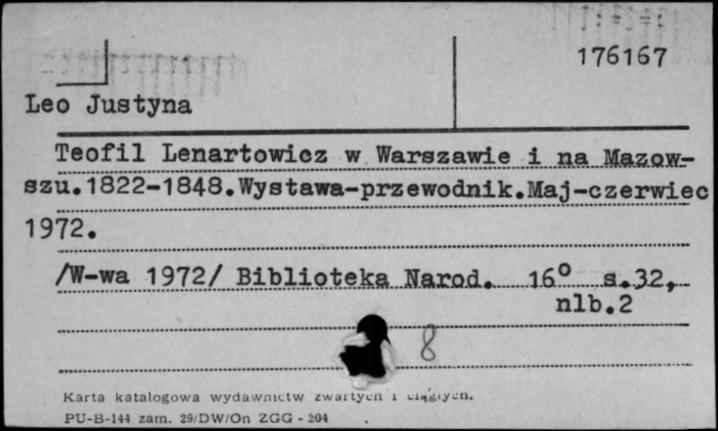 176167
Leo Justyna
Teofil Lenartowicz w Warszawie i na Mazow-
szu.1822-1848.Wystawa-przewodnik.Maj-czerwiec
1972.
/W-wa 1972/ Biblioteka Narod. 16° s.32,
nlb.2
8
Karta katalogowa wydawnictw zwartych i ciągłych.
PU-B-144 zam. 29/DW/On ZGG - 204